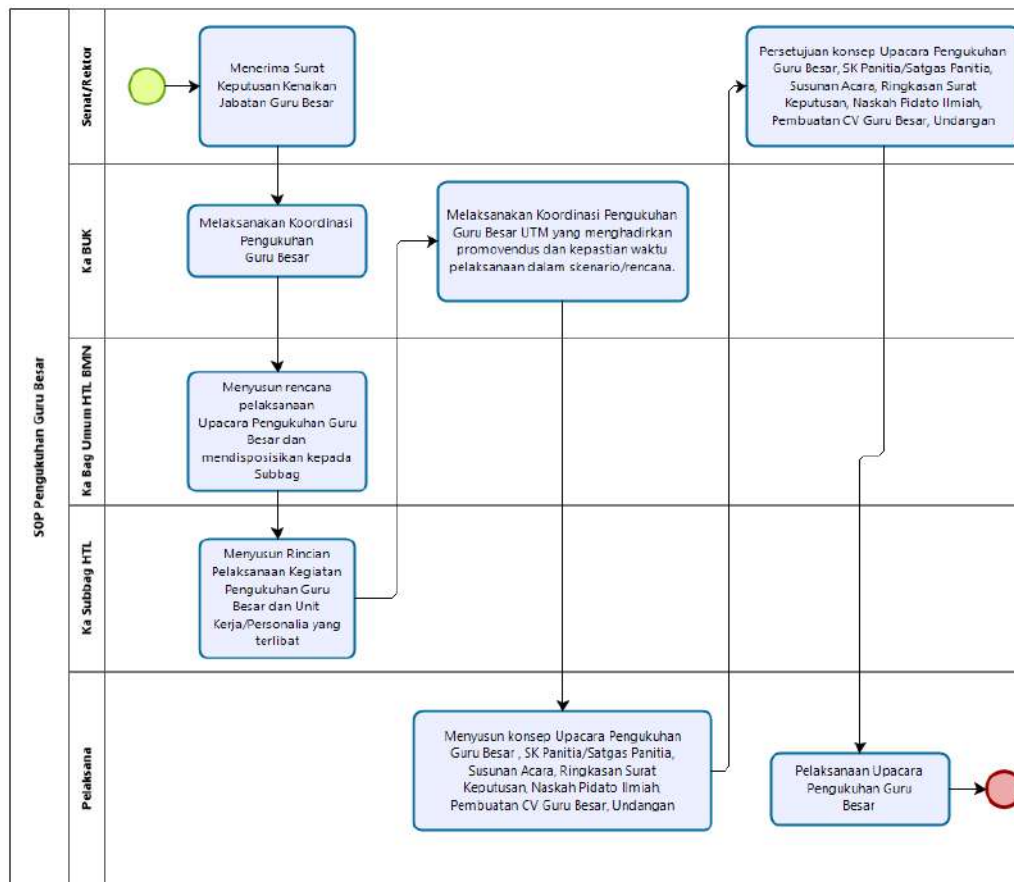 SOP Pengukuhan Guru Besar
Senat/Rektor
Menerima Surat
Keputusan Kenaikan
Jabatan Guru Besar
Persetujuan konsep Upacara Pengukuhan
Guru Besar, SK Panitia/Satgas Panitia,
Susunan Acara, Ringkasan Surat
Keputusan, Naskah Pidato Ilmiah,
Pembuatan CV Guru Besar, Undangan
Ka BUK
Melaksanakan Koordinasi
Pengukuhan
Guru Besar
Melaksanakan Koordinasi Pengukuhan
Guru Besar UTM yang menghadirkan
promovendus dan kepastian waktu
pelaksanaan dalam skenario/rencana.
Ka Bag Umum HTL BMN
Menyusun rencana
pelaksanaan
Upacara Pengukuhan Guru
Besar dan
mendisposisikan kepada
Subbag
Ka Subbag HTL
Menyusun Rincian
Pelaksanaan Kegiatan
Pengukuhan Guru
Besar dan Unit
Kerja/Personalia yang
terlibat
Pelaksana
Menyusun konsep Upacara Pengukuhan
Guru Besar , SK Panitia/Satgas Panitia,
Susunan Acara, Ringkasan Surat
Keputusan, Naskah Pidato Ilmiah,
Pembuatan CV Guru Besar, Undangan
Pelaksanaan Upacara
Pengukuhan Guru
Besar